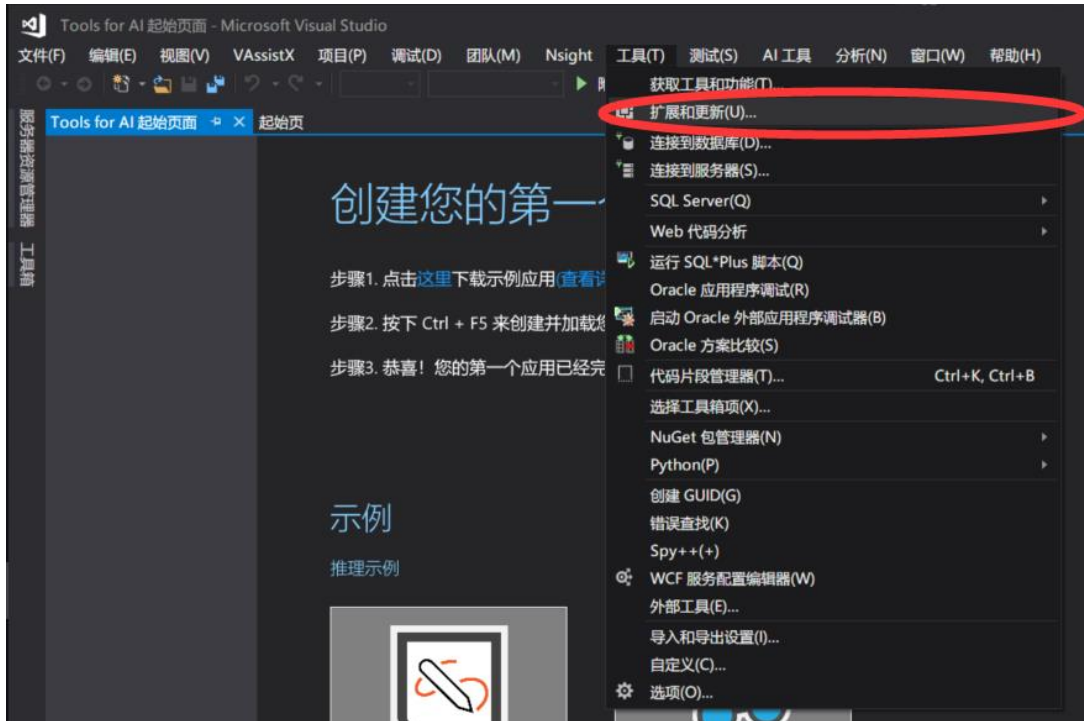 Tools for AI 起始页面 - Microsoft Visual Studio
文件(F) 编辑(E) 视图(V) VAssistX 项目(P) 调试(D) 团队(M) Nsight 工具(T) 测试(S) AI 工具 分析(N) 窗口(W) 帮助(H)
服务器资源管理器
工具箱
Tools for AI 起始页面 起始页
创建您的第一
步骤1. 点击这里下载示例应用(查看详
步骤2. 按下 Ctrl + F5 来创建并加载您
步骤3. 恭喜！您的第一个应用已经完
示例
推理示例
获取工具和功能(T)...
扩展和更新(U)...
连接到数据库(D)...
连接到服务器(S)...
SQL Server(Q)
Web 代码分析
运行 SQL*Plus 脚本(Q)
Oracle 应用程序调试(R)
启动 Oracle 外部应用程序调试器(B)
Oracle 方案比较(S)
代码片段管理器(T)... Ctrl+K, Ctrl+B
选择工具箱项(X)...
NuGet 包管理器(N)
Python(P)
创建 GUID(G)
错误查找(K)
Spy++(+)
WCF 服务配置编辑器(W)
外部工具(E)...
导入和导出设置(I)...
自定义(C)...
选项(O)...